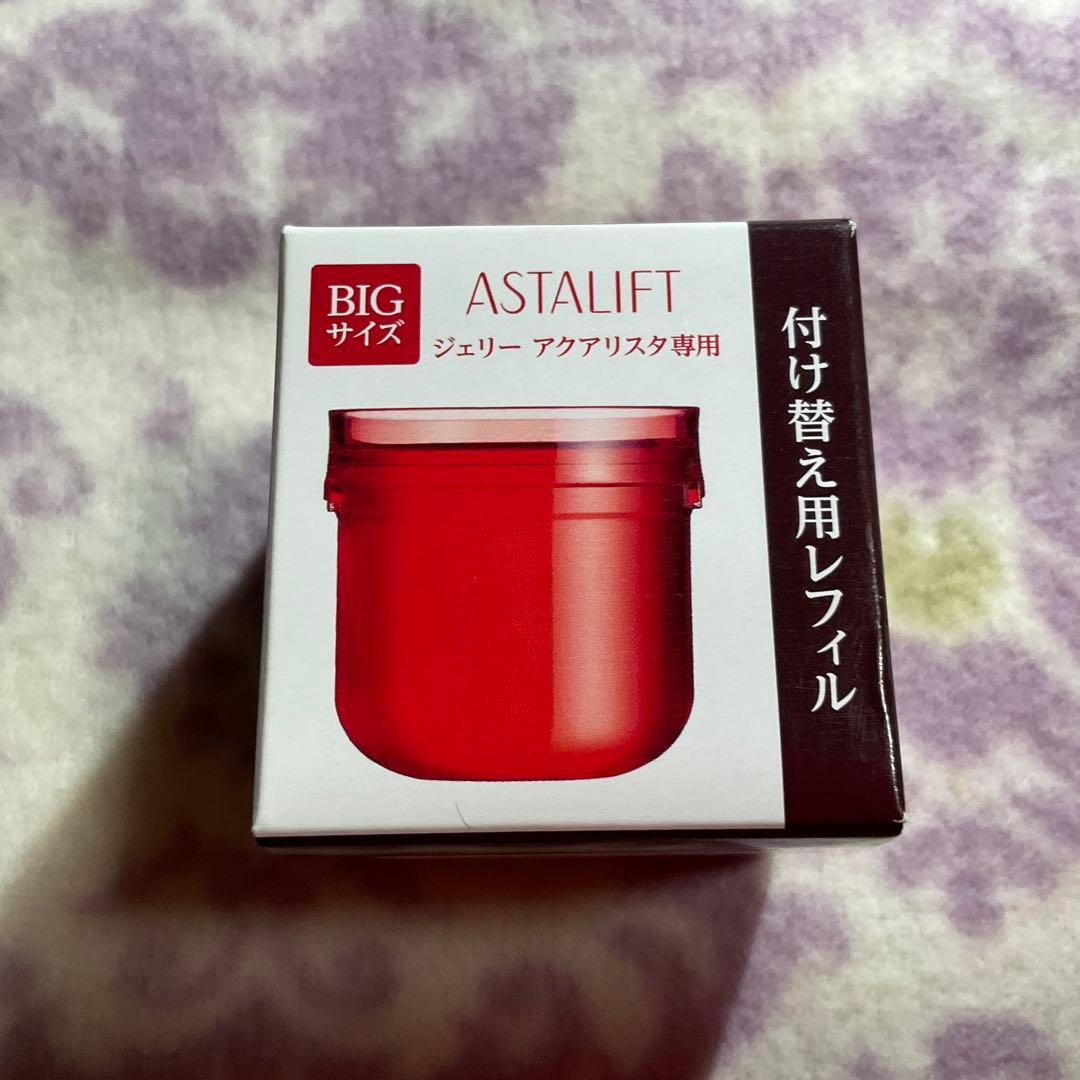 BIG
サイズ
ASTALIFT
ジェリー アクアリスタ専用
付け替え用レフィル